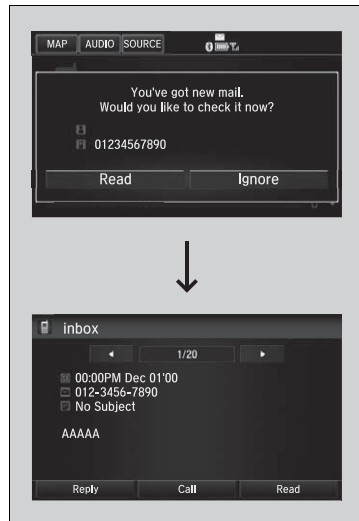 MAP AUDIO SOURCE
You've got new mail.
Would you like to check it now?
01234567890
Read Ignore
inbox
1/20
00:00PM Dec 01'00
012-3456-7890
No Subject
AAAAA
Reply Call Read